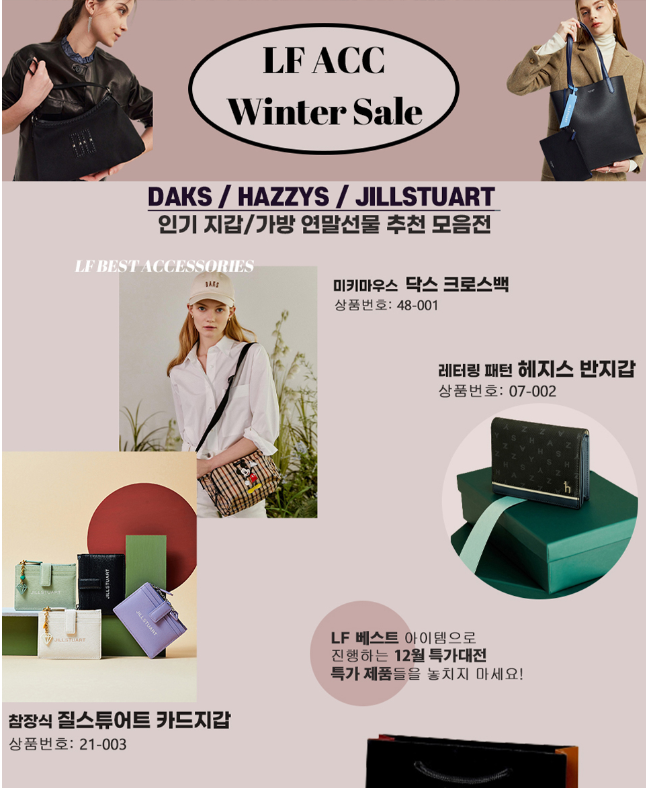 LF ACC
Winter Sale
DAKS / HAZZYS / JILLSTUART
인기 지갑/가방 연말선물 추천 모음전
LF BEST ACCESSORIES
DAKS
미키마우스 닥스 크로스백
상품번호: 48-001
레터링 패턴 헤지스 반지갑
상품번호: 07-002
JILLSTUART
JILLSTUART
JILLSTUART
LF 베스트 아이템으로
진행하는 12월 특가대전
특가 제품들을 놓치지 마세요!
참장식 질스튜어트 카드지갑
상품번호: 21-003